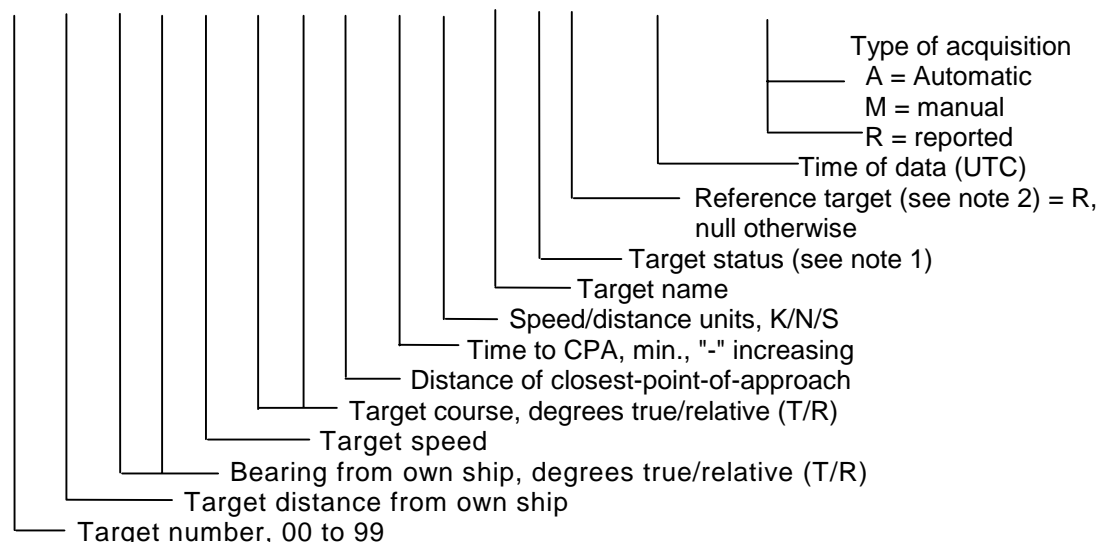 Type of acquisition
A = Automatic
M = manual
R = reported
Time of data (UTC)
Reference target (see note 2) = R,
null otherwise
Target status (see note 1)
Target name
Speed/distance units, K/N/S
Time to CPA, min., "-" increasing
Distance of closest-point-of-approach
Target course, degrees true/relative (T/R)
Target speed
Bearing from own ship, degrees true/relative (T/R)
Target distance from own ship
Target number, 00 to 99